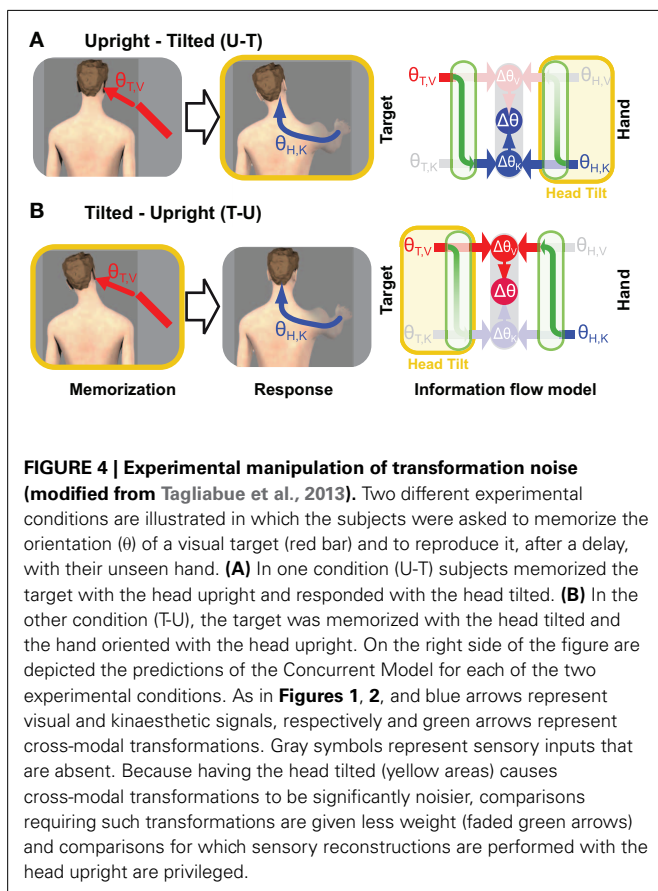 A Upright - Tilted (U-T)
θT,V
θH,K
Target
θT,V
θT,K
ΔθV
Δθ
ΔθK
θH,V
θH,K
Head Tilt
Hand
B Tilted - Upright (T-U)
θT,V
θH,K
Target
θT,V
θT,K
Head Tilt
ΔθV
Δθ
ΔθK
θH,V
θH,K
Hand
Memorization Response Information flow model
FIGURE 4 | Experimental manipulation of transformation noise
(modified from Tagliabue et al., 2013). Two different experimental
conditions are illustrated in which the subjects were asked to memorize the
orientation (θ) of a visual target (red bar) and to reproduce it, after a delay,
with their unseen hand. (A) In one condition (U-T) subjects memorized the
target with the head upright and responded with the head tilted. (B) In the
other condition (T-U), the target was memorized with the head tilted and
the hand oriented with the head upright. On the right side of the figure are
depicted the predictions of the Concurrent Model for each of the two
experimental conditions. As in Figures 1, 2, and blue arrows represent
visual and kinaesthetic signals, respectively and green arrows represent
cross-modal transformations. Gray symbols represent sensory inputs that
are absent. Because having the head tilted (yellow areas) causes
cross-modal transformations to be significantly noisier, comparisons
requiring such transformations are given less weight (faded green arrows)
and comparisons for which sensory reconstructions are performed with the
head upright are privileged.